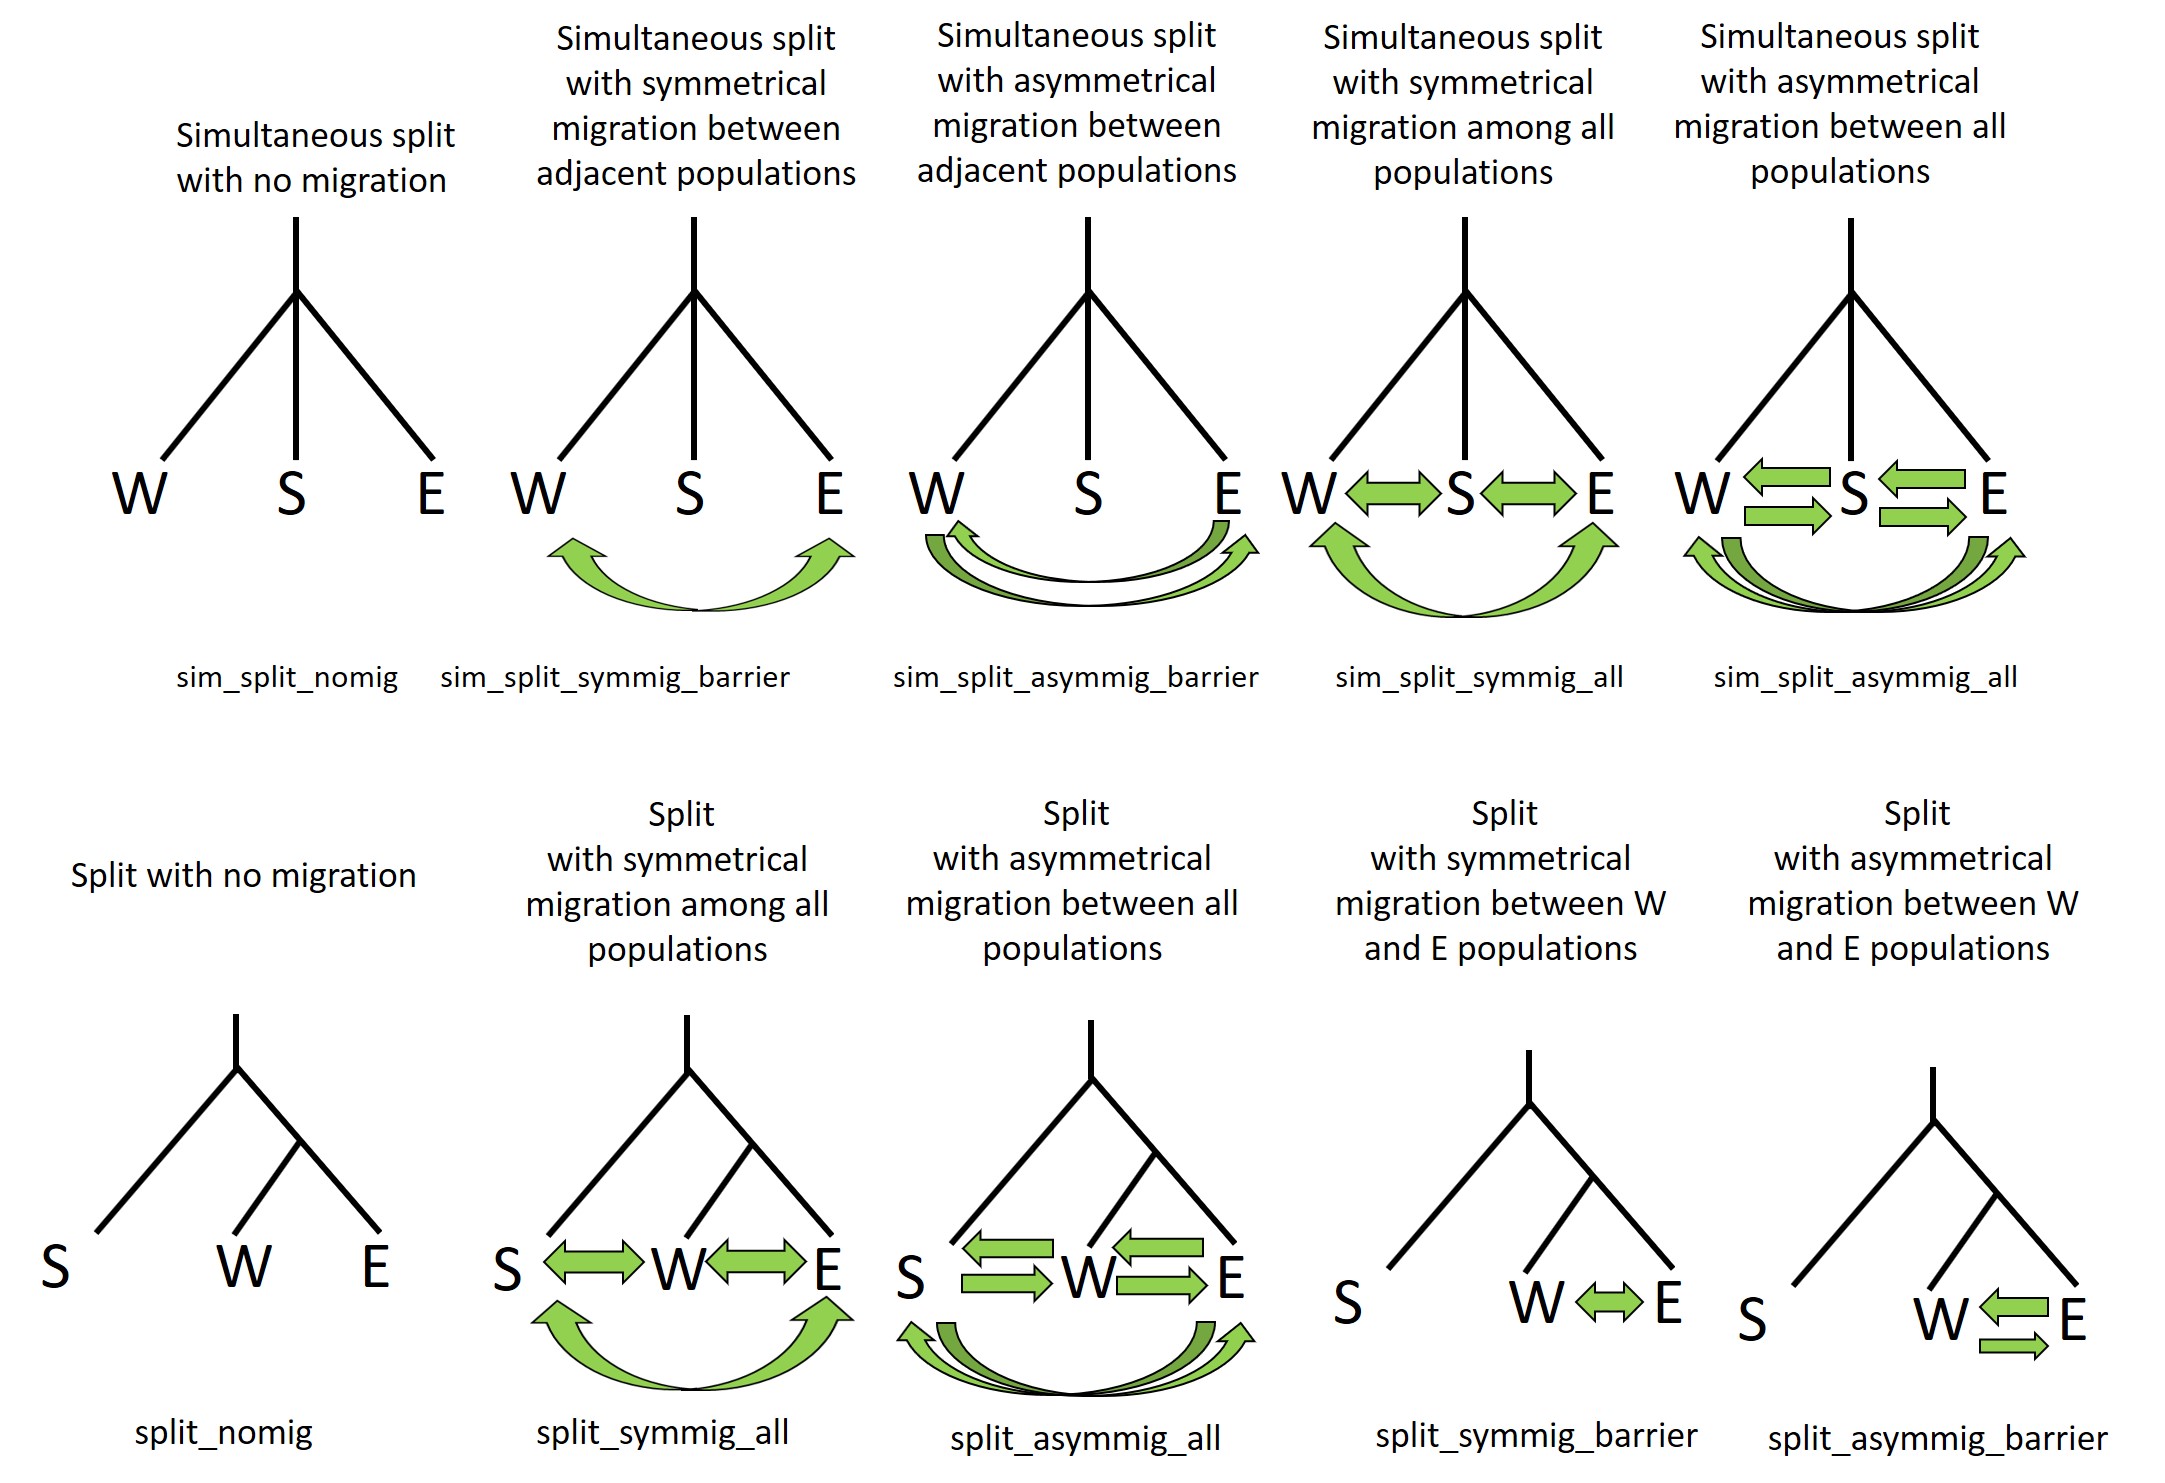 Simultaneous split
with no migration
Simultaneous split
with symmetrical
migration between
adjacent populations
Simultaneous split
with asymmetrical
migration between
adjacent populations
Simultaneous split
with symmetrical
migration among all
populations
Simultaneous split
with asymmetrical
migration between all
populations
W S E
W S E
W S E
W S E
W S E
sim_split_nomig
sim_split_symmig_barrier
sim_split_asymmig_barrier
sim_split_symmig_all
sim_split_asymmig_all
Split with no migration
Split
with symmetrical
migration among all
populations
Split
with asymmetrical
migration between all
populations
Split
with symmetrical
migration between W
and E populations
Split
with asymmetrical
migration between W
and E populations
S W E
S W E
S W E
S W E
S W E
split_nomig
split_symmig_all
split_asymmig_all
split_symmig_barrier
split_asymmig_barrier